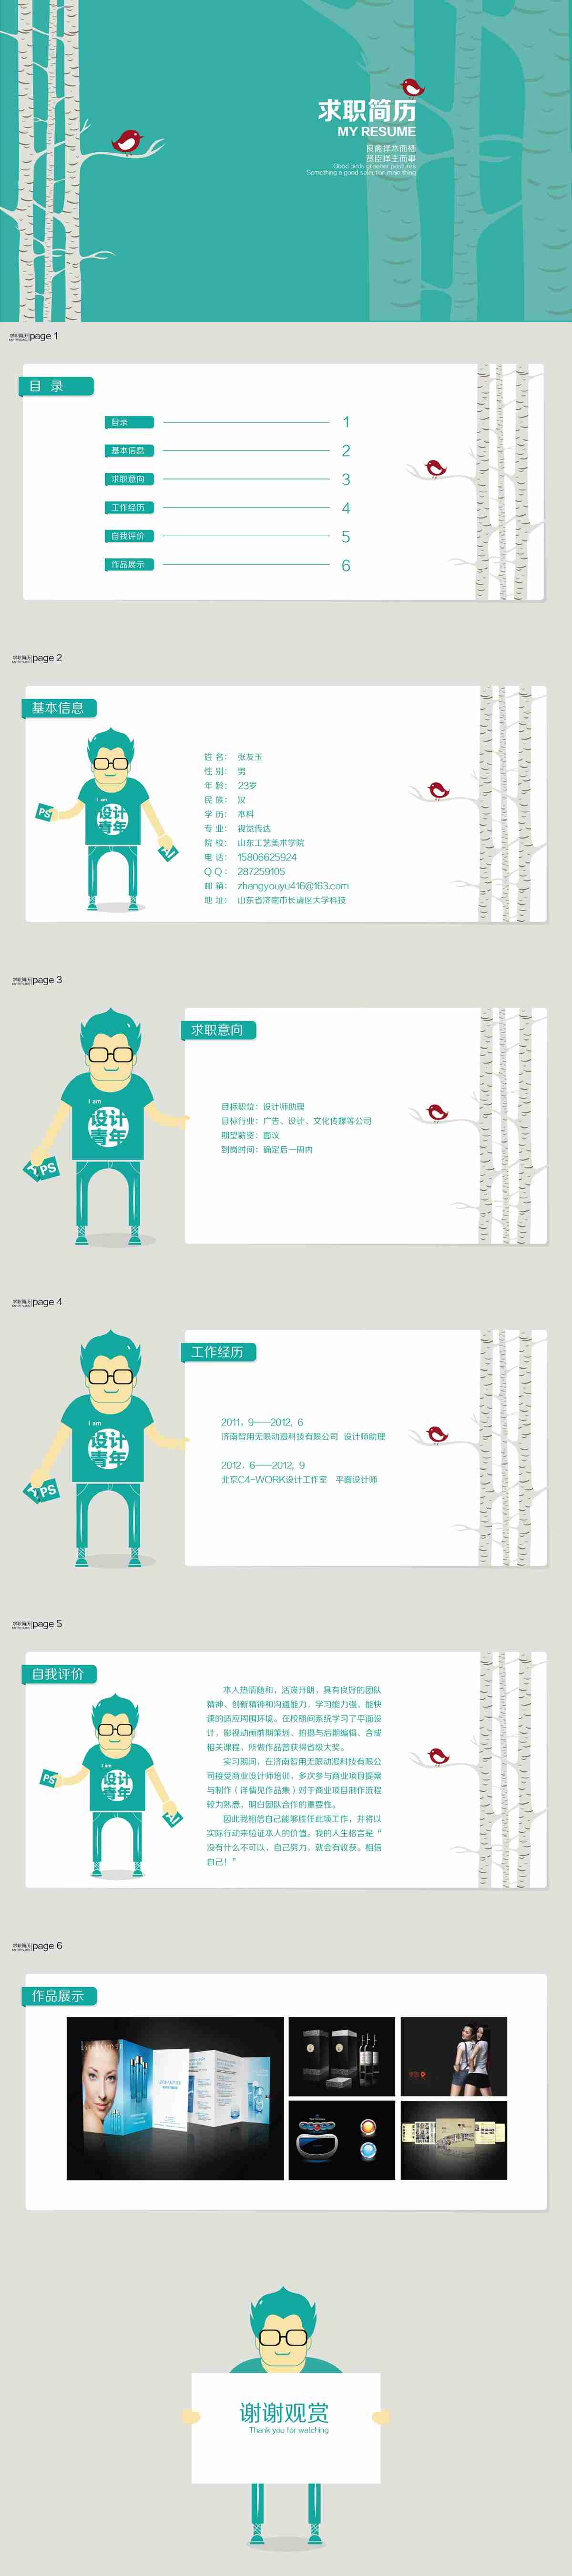 求职简历
MY RESUME
良禽择木而栖
贤臣择主而事
Good birds greener pastures
Something a good selection main thing
求职简历
MY RESUME
page 1
目 录
目录 1
基本信息 2
求职意向 3
工作经历 4
自我评价 5
作品展示 6
求职简历
MY RESUME
page 2
基本信息
I am
设计
青年
PS
姓 名： 张友玉
性 别： 男
年 龄： 23岁
民 族： 汉
学 历： 本科
专 业： 视觉传达
院 校： 山东工艺美术学院
电 话： 15806625924
Q Q ： 287259105
邮 箱： zhangyouyu416@163.com
地 址： 山东省济南市长清区大学科技
求职简历
MY RESUME
page 3
求职意向
I am
设计
青年
PS
目标职位：设计师助理
目标行业：广告、设计、文化传媒等公司
期望薪资：面议
到岗时间：确定后一周内
求职简历
MY RESUME
page 4
工作经历
I am
设计
青年
PS
2011，9——2012, 6
济南智用无限动漫科技有限公司 设计师助理
2012，6——2012, 9
北京C4-WORK设计工作室 平面设计师
求职简历
MY RESUME
page 5
自我评价
I am
设计
青年
PS
本人热情随和，活泼开朗，具有良好的团队
精神、创新精神和沟通能力，学习能力强，能快
速的适应周围环境。在校期间系统学习了平面设
计，影视动画前期策划、拍摄与后期编辑、合成
相关课程，所做作品曾获得省级大奖。
实习期间，在济南智用无限动漫科技有限公
司接受商业设计师培训，多次参与商业项目提案
与制作（详情见作品集）对于商业项目制作流程
较为熟悉，明白团队合作的重要性。
因此我相信自己能够胜任此项工作，并将以
实际行动来验证本人的价值。我的人生格言是“
没有什么不可以，自己努力，就会有收获。相信
自己！”
求职简历
MY RESUME
page 6
作品展示
谢谢观赏
Thank you for watching